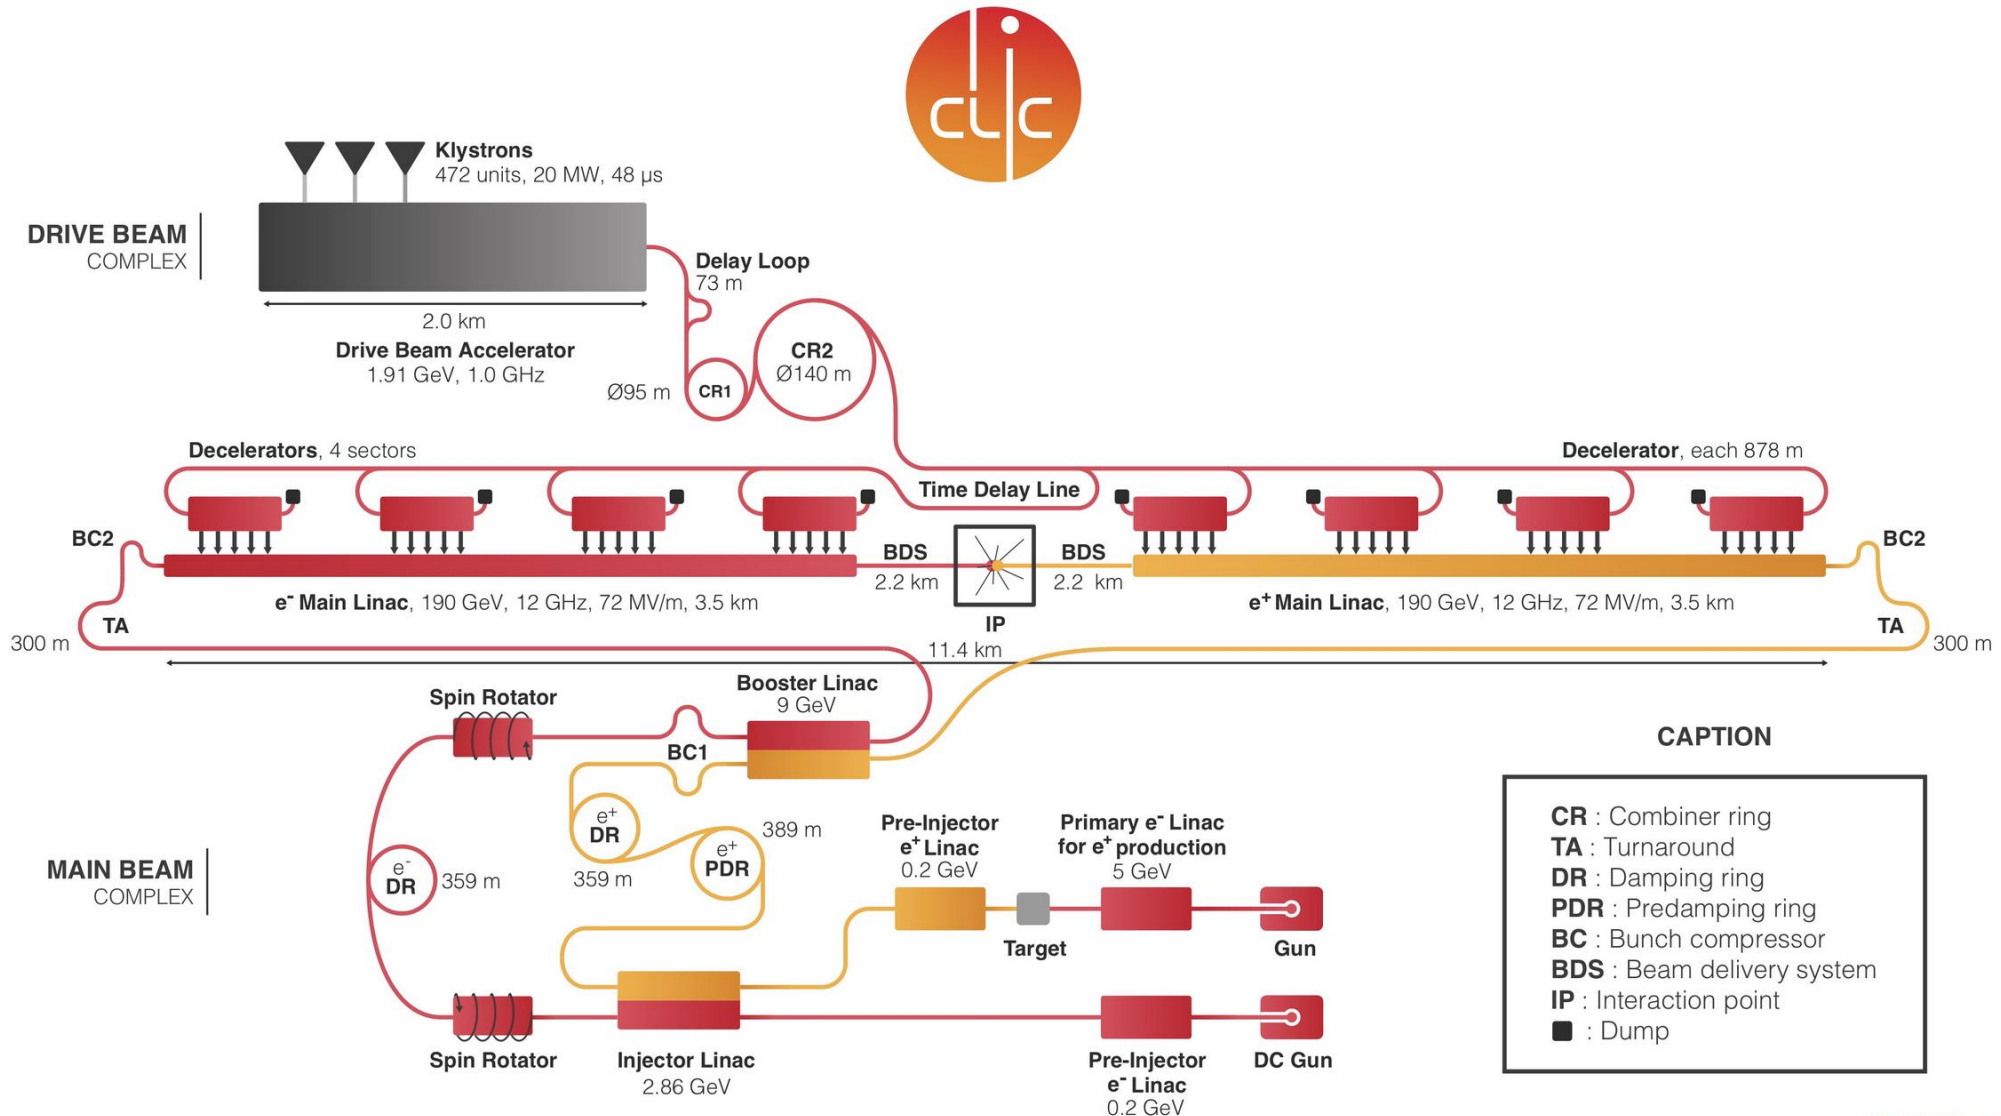 clic
Klystrons
472 units, 20 MW, 48 µs
DRIVE BEAM
COMPLEX
Delay Loop
73 m
2.0 km
Drive Beam Accelerator
1.91 GeV, 1.0 GHz
CR2
Ø140 m
Ø95 m
CR1
Decelerators, 4 sectors
Decelerator, each 878 m
Time Delay Line
BC2
BDS
2.2 km
BDS
2.2 km
BC2
e- Main Linac, 190 GeV, 12 GHz, 72 MV/m, 3.5 km
e+ Main Linac, 190 GeV, 12 GHz, 72 MV/m, 3.5 km
IP
TA
300 m
TA
300 m
11.4 km
Spin Rotator
Booster Linac
9 GeV
BC1
CAPTION
CR : Combiner ring
TA : Turnaround
DR : Damping ring
PDR : Predamping ring
BC : Bunch compressor
BDS : Beam delivery system
IP : Interaction point
: Dump
MAIN BEAM
COMPLEX
e-
DR
359 m
e+
DR
359 m
e+
PDR
389 m
Pre-Injector
e+ Linac
0.2 GeV
Primary e- Linac
for e+ production
5 GeV
Target
Gun
Spin Rotator
Injector Linac
2.86 GeV
Pre-Injector
e- Linac
0.2 GeV
DC Gun